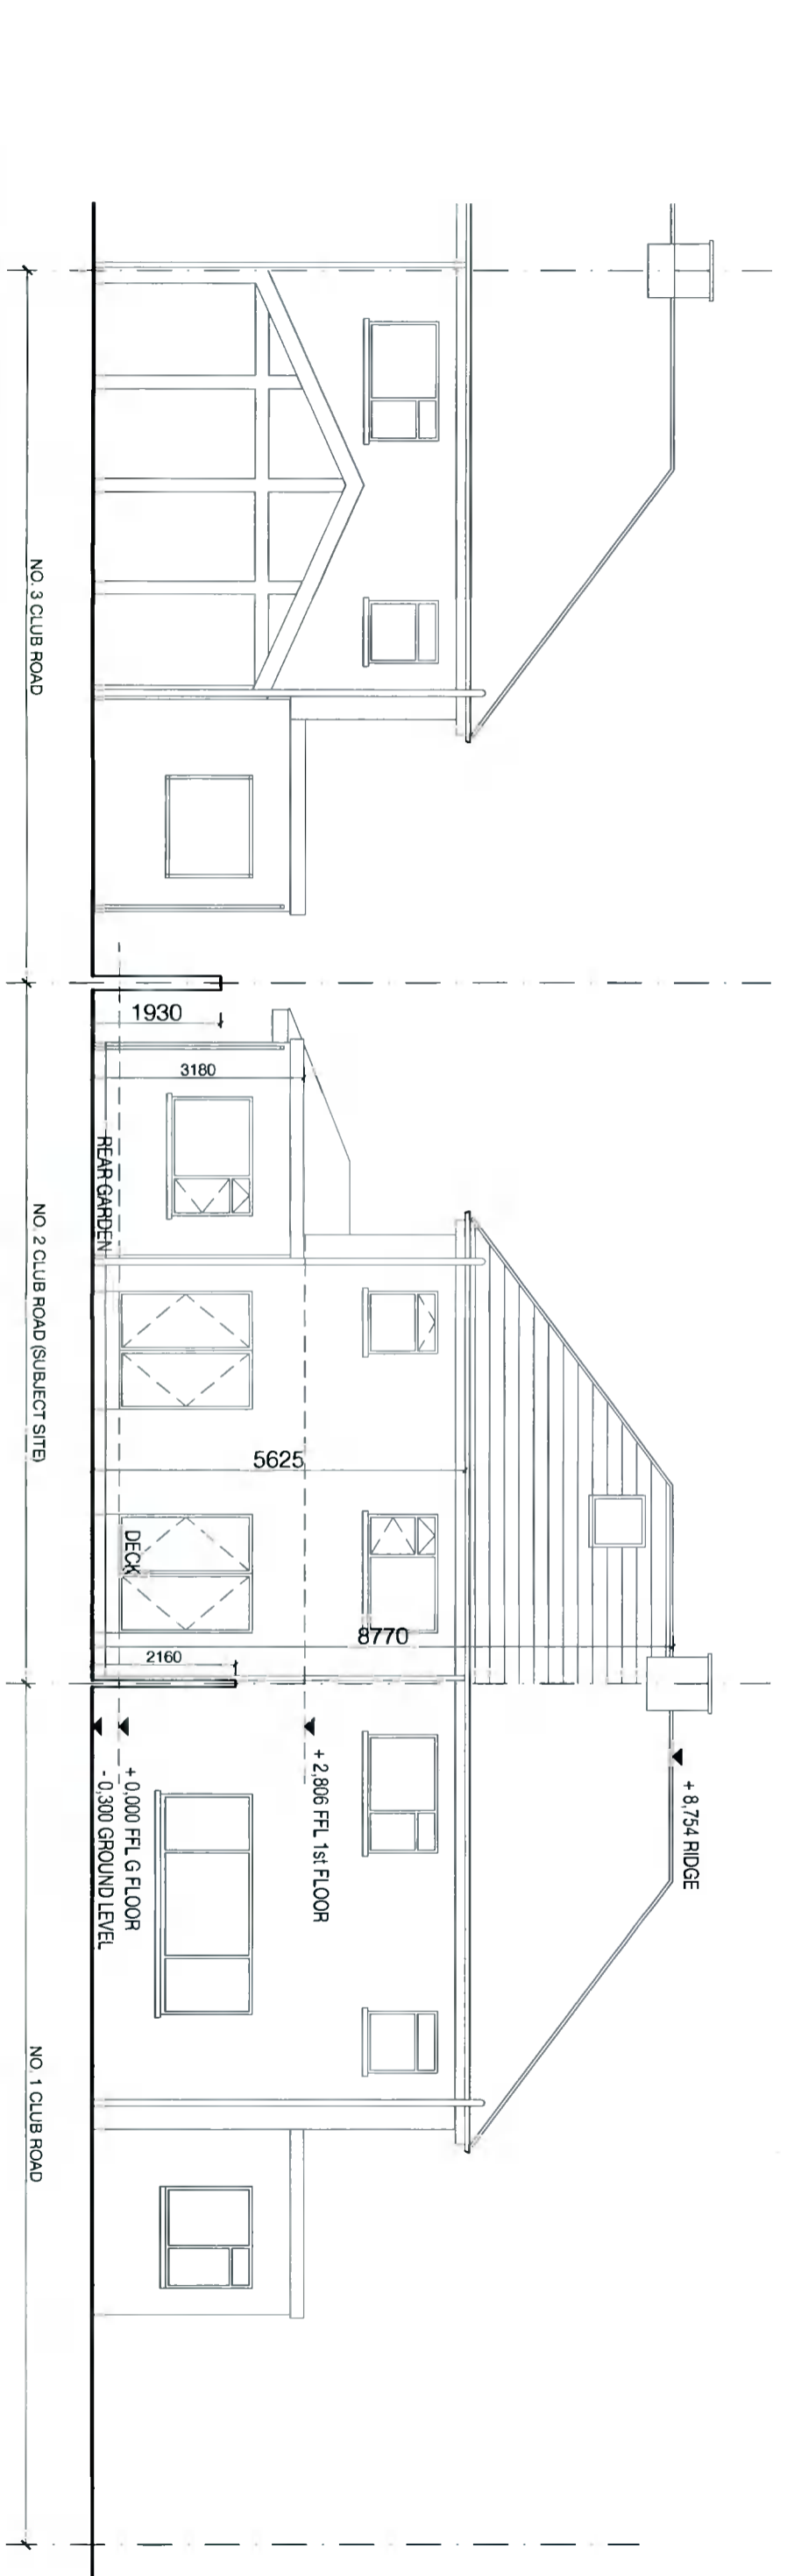 + 8,754 RIDGE
+ 2,806 FFL 1st FLOOR
+ 0,000 FFL G FLOOR
- 0,300 GROUND LEVEL
8770
5625
3180
1930
2160
DECK
REAR GARDEN
NO. 3 CLUB ROAD
NO. 2 CLUB ROAD (SUBJECT SITE)
NO. 1 CLUB ROAD